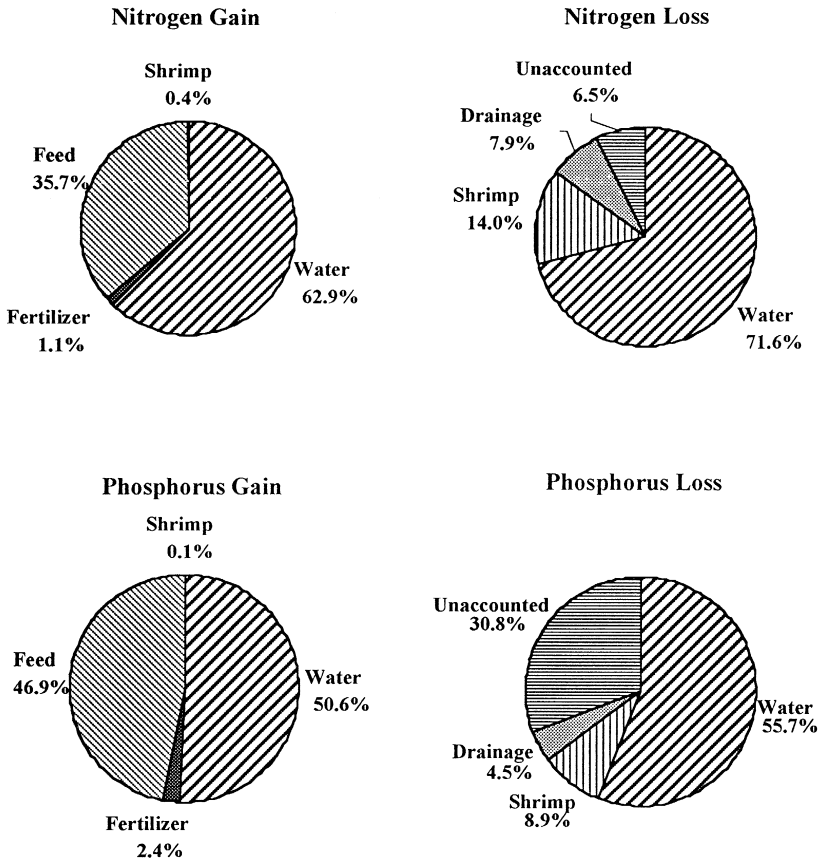 Nitrogen Gain
Shrimp
0.4%
Feed
35.7%
Water
62.9%
Fertilizer
1.1%
Nitrogen Loss
Unaccounted
6.5%
Drainage
7.9%
Shrimp
14.0%
Water
71.6%
Phosphorus Gain
Shrimp
0.1%
Feed
46.9%
Water
50.6%
Fertilizer
2.4%
Phosphorus Loss
Unaccounted
30.8%
Water
55.7%
Drainage
4.5%
Shrimp
8.9%